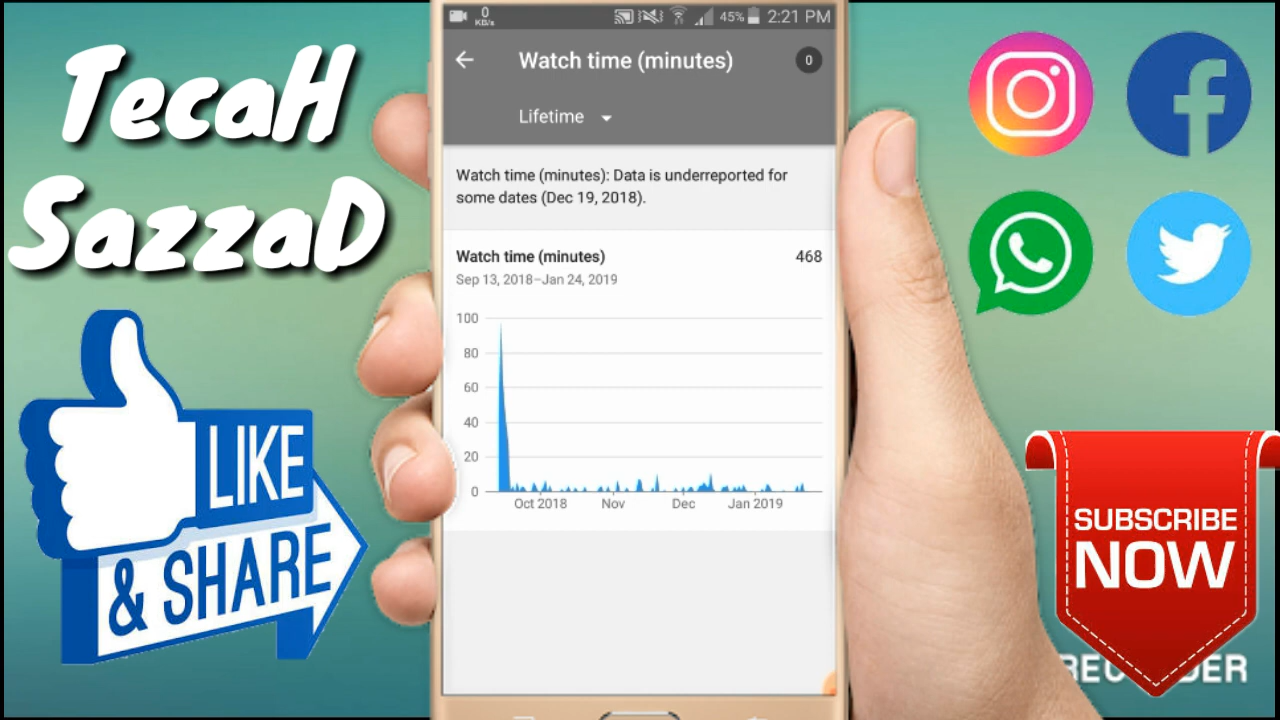 TecaH
SazzaD
LIKE
& SHARE
0
KB/s
45%
2:21 PM
Watch time (minutes)
0
Lifetime
Watch time (minutes): Data is underreported for
some dates (Dec 19, 2018).
Watch time (minutes)
468
Sep 13, 2018–Jan 24, 2019
100
80
60
40
20
0
Oct 2018
Nov
Dec
Jan 2019
SUBSCRIBE
NOW